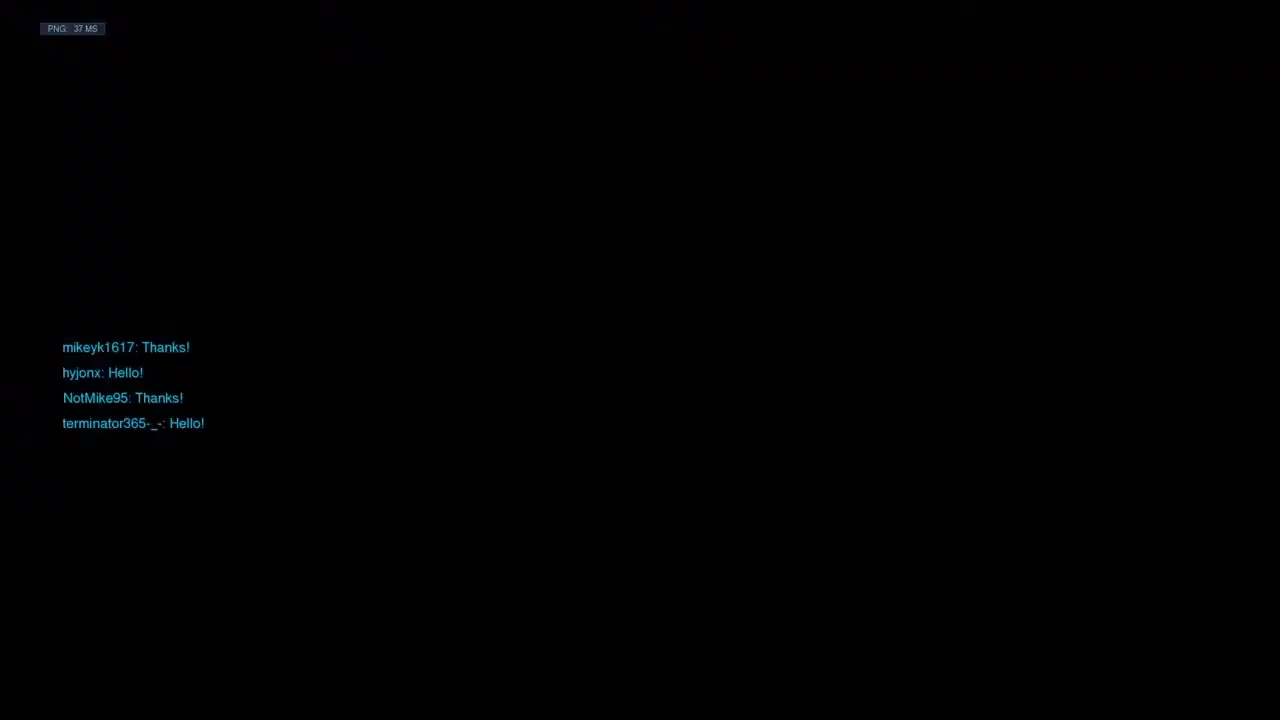 PNG: 37 MS
mikeyk1617: Thanks!
hyjonx: Hello!
NotMike95: Thanks!
terminator365-_-: Hello!